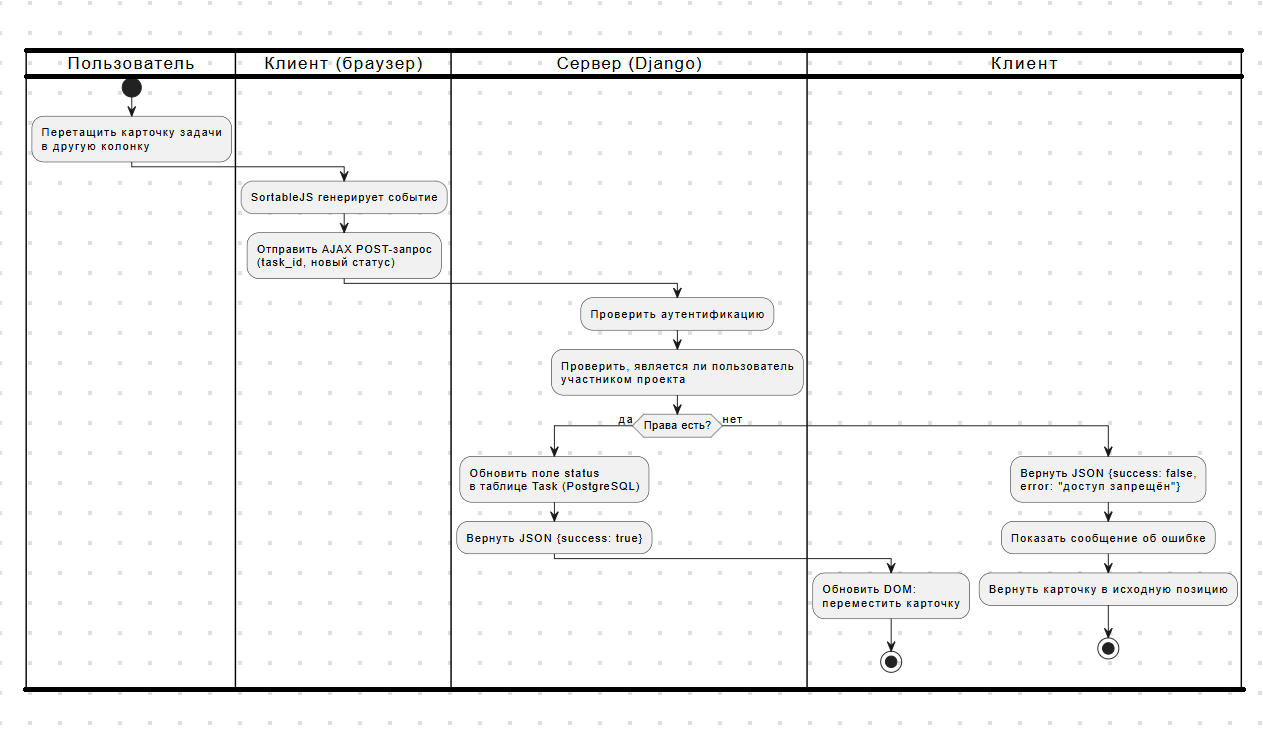 Пользователь
Клиент (браузер)
Сервер (Django)
Клиент
Перетащить карточку задачи
в другую колонку
SortableJS генерирует событие
Отправить AJAX POST-запрос
(task_id, новый статус)
Проверить аутентификацию
Проверить, является ли пользователь
участником проекта
да
Права есть?
нет
Обновить поле status
в таблице Task (PostgreSQL)
Вернуть JSON {success: false,
error: "доступ запрещён"}
Вернуть JSON {success: true}
Показать сообщение об ошибке
Обновить DOM:
переместить карточку
Вернуть карточку в исходную позицию